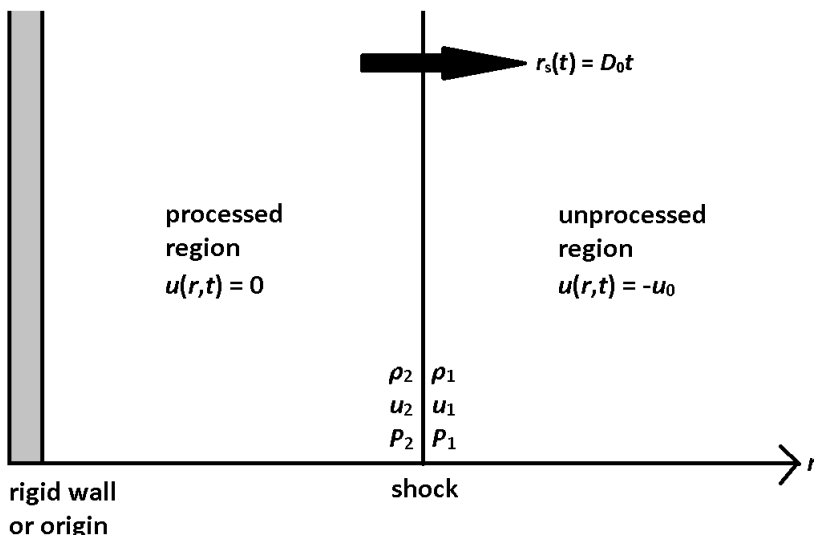 rₛ(t) = D₀t
processed
region
u(r,t) = 0
unprocessed
region
u(r,t) = -u₀
ρ₂ ρ₁
u₂ u₁
P₂ P₁
r
rigid wall
or origin
shock